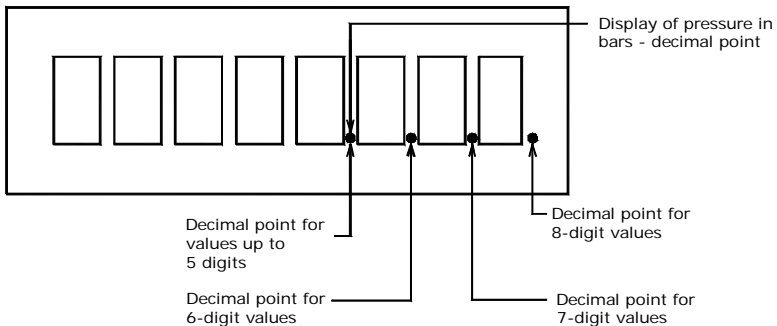 Display of pressure in
bars - decimal point
Decimal point for
values up to
5 digits
Decimal point for
8-digit values
Decimal point for
6-digit values
Decimal point for
7-digit values